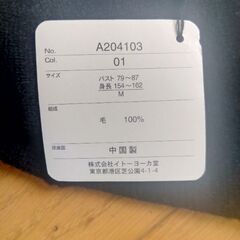 No. A204103
Col. 01
サイズ
バスト 79～87
身長 154～162
M
組成
毛 100%
原産国 中国製
株式会社イトーヨーカ堂
東京都港区芝公園4-1-4